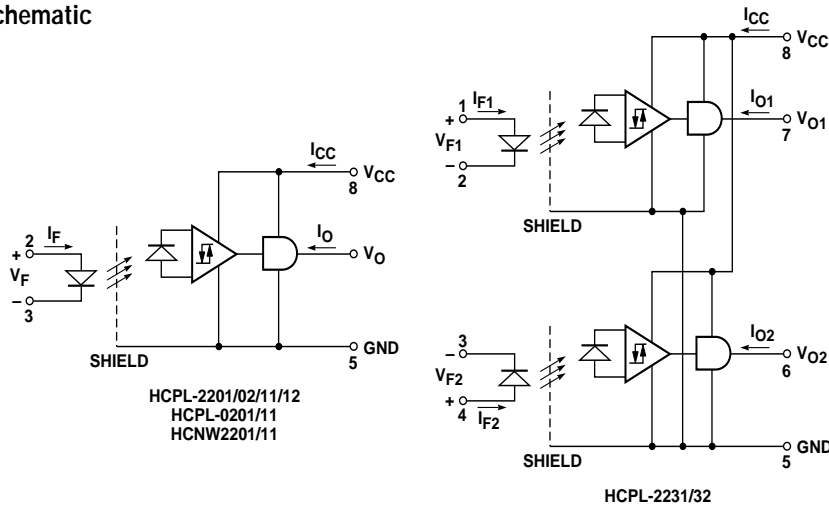 chematic
ICC
8
VCC
2
IF
+
VF
–
3
SHIELD
IO
VO
GND
5
HCPL-2201/02/11/12
HCPL-0201/11
HCNW2201/11
ICC
8
VCC
1
IF1
+
VF1
–
2
SHIELD
IO1
VO1
7
3
–
VF2
+
4
IF2
SHIELD
IO2
VO2
6
GND
5
HCPL-2231/32